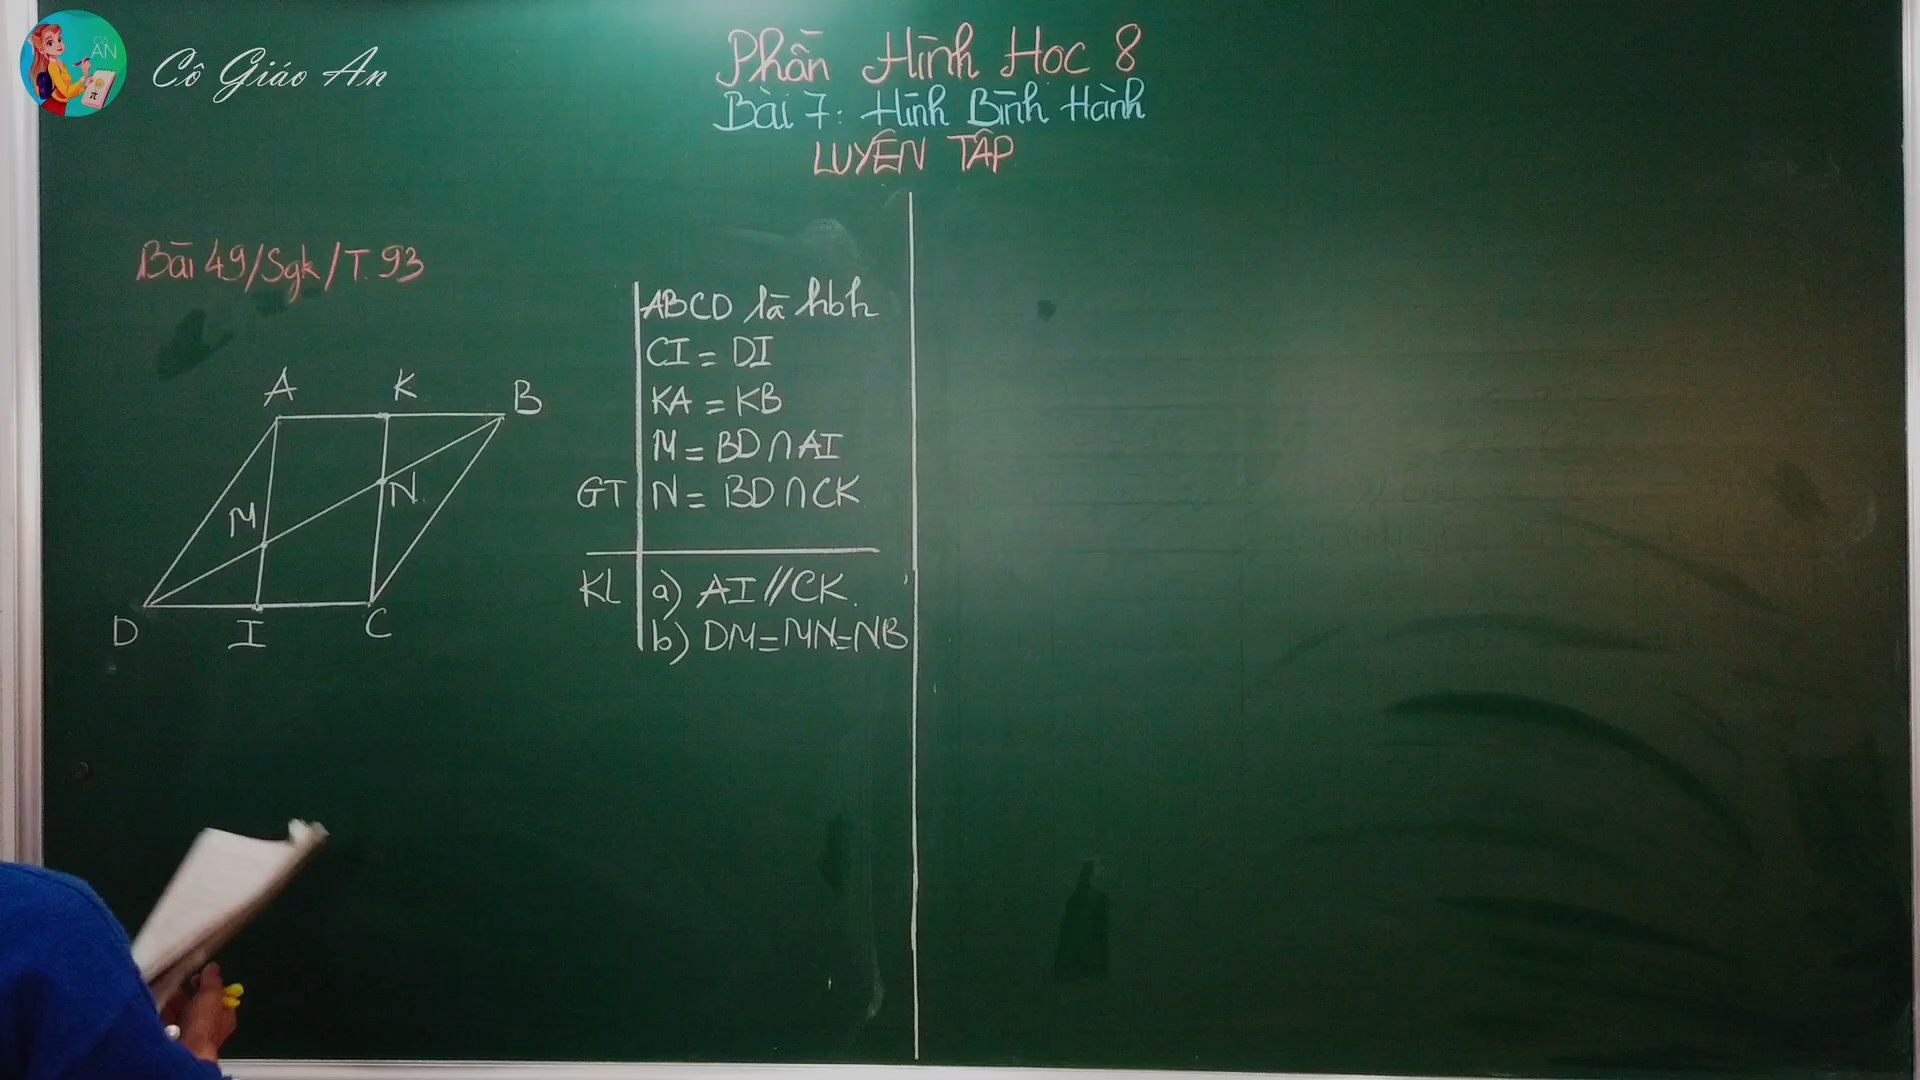 AN
Cô Giáo An
Phần Hình Học 8
Bài 7: Hình Bình Hành
LUYỆN TẬP
Bài 49/Sgk/T.93
A K B
M N
D I C
ABCD là hbh
CI = DI
KA = KB
M = BD ∩ AI
GT N = BD ∩ CK
KL a) AI // CK.
b) DM = MN = NB